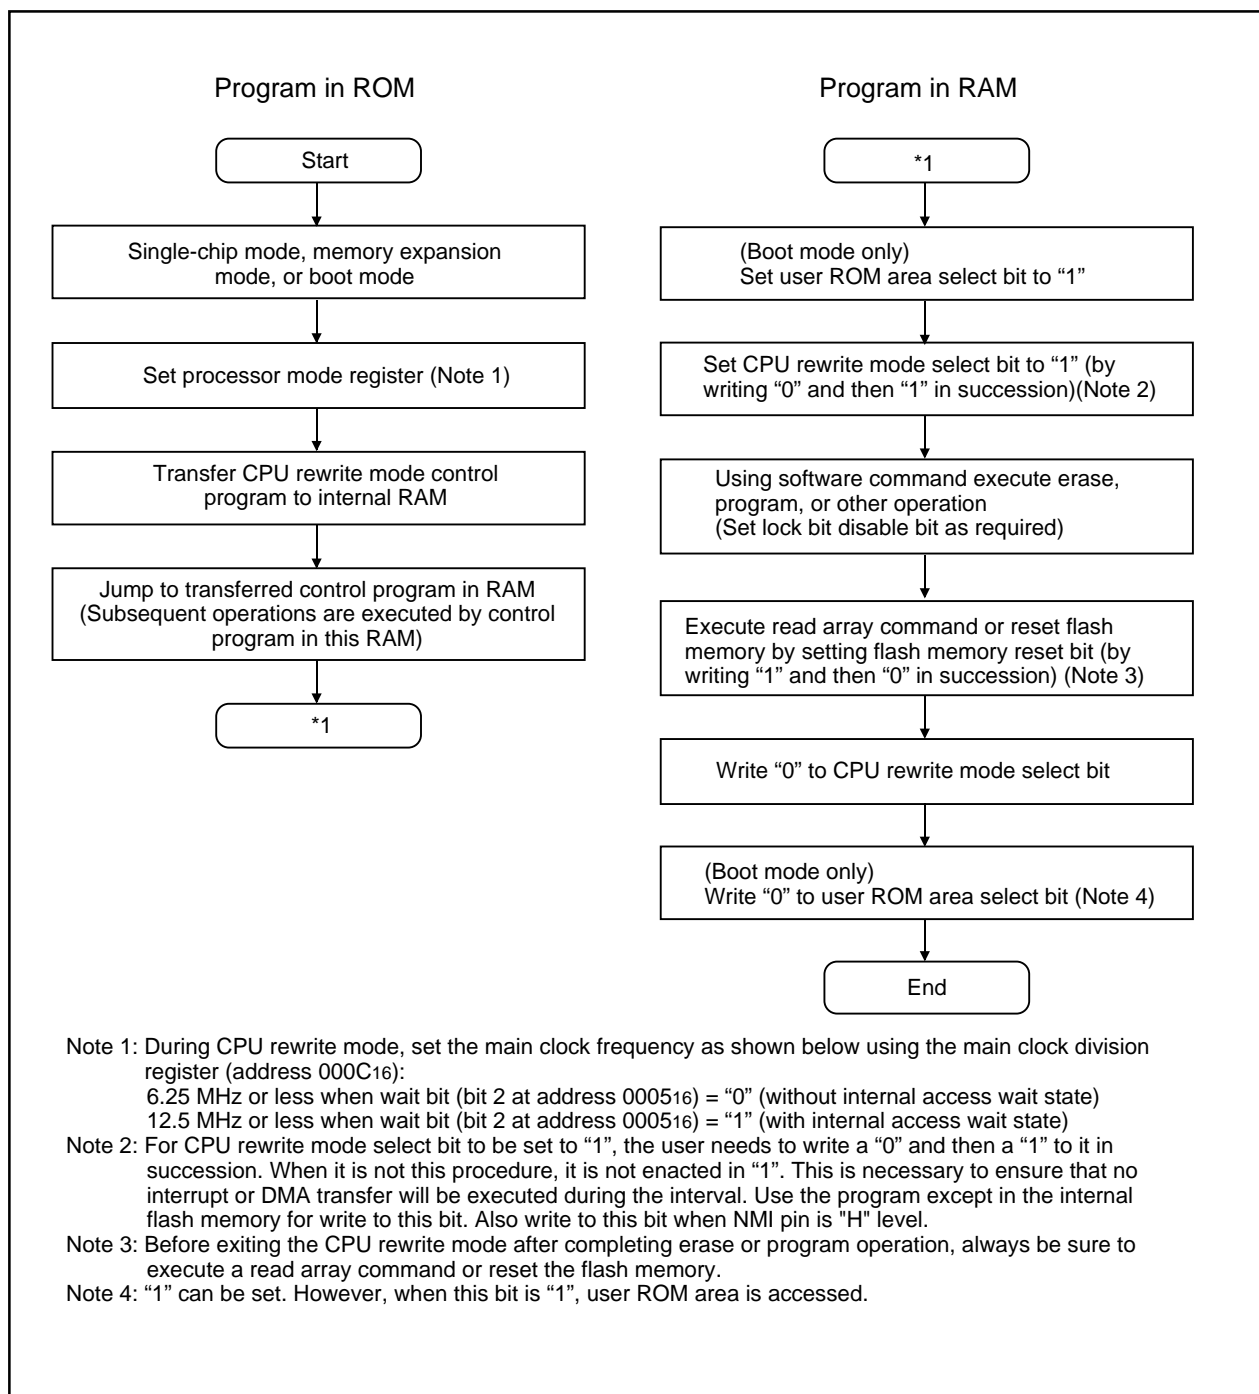 Program in ROM
Start
Single-chip mode, memory expansion
mode, or boot mode
Set processor mode register (Note 1)
Transfer CPU rewrite mode control
program to internal RAM
Jump to transferred control program in RAM
(Subsequent operations are executed by control
program in this RAM)
*1
Program in RAM
*1
(Boot mode only)
Set user ROM area select bit to “1”
Set CPU rewrite mode select bit to “1” (by
writing “0” and then “1” in succession)(Note 2)
Using software command execute erase,
program, or other operation
(Set lock bit disable bit as required)
Execute read array command or reset flash
memory by setting flash memory reset bit (by
writing “1” and then “0” in succession) (Note 3)
Write “0” to CPU rewrite mode select bit
(Boot mode only)
Write “0” to user ROM area select bit (Note 4)
End
Note 1: During CPU rewrite mode, set the main clock frequency as shown below using the main clock division
register (address 000C16):
6.25 MHz or less when wait bit (bit 2 at address 000516) = “0” (without internal access wait state)
12.5 MHz or less when wait bit (bit 2 at address 000516) = “1” (with internal access wait state)
Note 2: For CPU rewrite mode select bit to be set to “1”, the user needs to write a “0” and then a “1” to it in
succession. When it is not this procedure, it is not enacted in “1”. This is necessary to ensure that no
interrupt or DMA transfer will be executed during the interval. Use the program except in the internal
flash memory for write to this bit. Also write to this bit when NMI pin is "H" level.
Note 3: Before exiting the CPU rewrite mode after completing erase or program operation, always be sure to
execute a read array command or reset the flash memory.
Note 4: “1” can be set. However, when this bit is “1”, user ROM area is accessed.